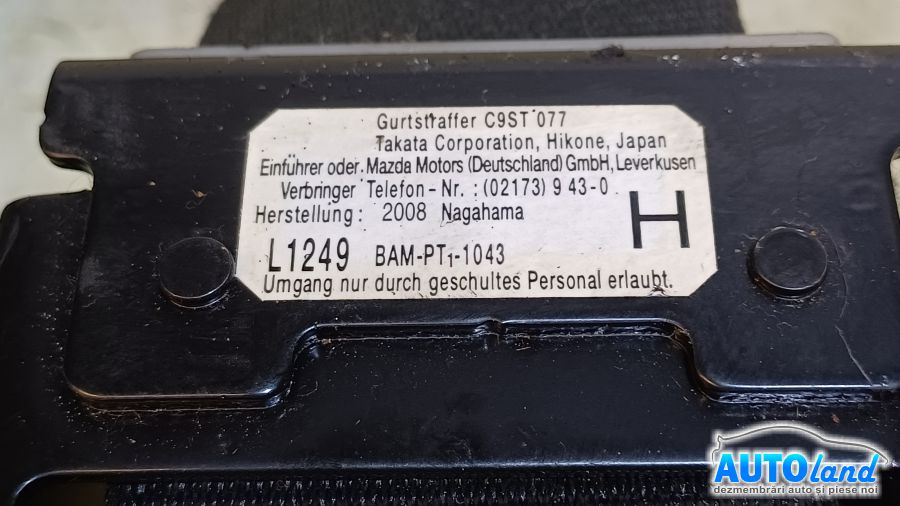 Gurtstraffer C9ST 077
Takata Corporation, Hikone, Japan
Einführer oder. Mazda Motors (Deutschland) GmbH, Leverkusen
Verbringer Telefon-Nr. : (02173) 9 43-0
Herstellung: 2008 Nagahama
H
L1249 BAM-PT1-1043
Umgang nur durch geschultes Personal erlaubt.
AUTOland
dezmembrări auto și piese noi